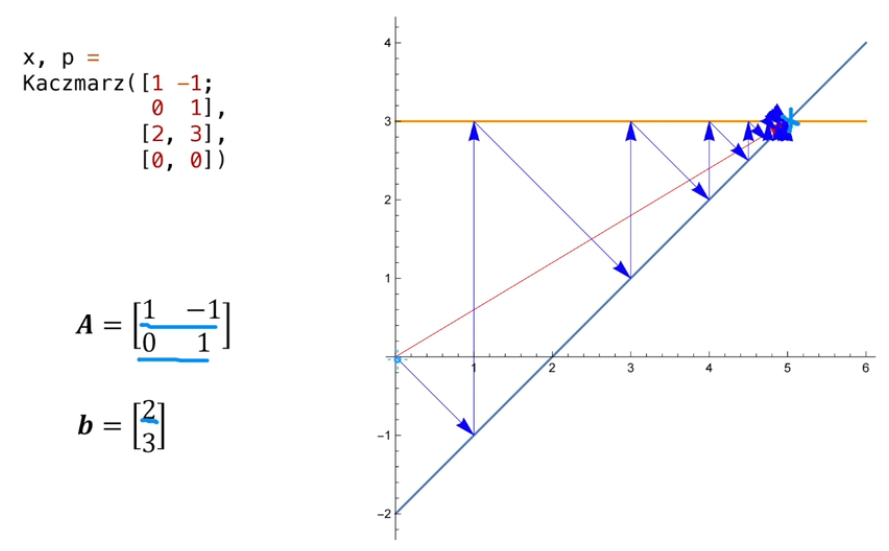 x, p =
Kaczmarz([1 -1;
0 1],
[2, 3],
[0, 0])
A = [1 −1
0 1]
b = [2
3]
4
3
2
1
1 2 3 4 5 6
−1
−2